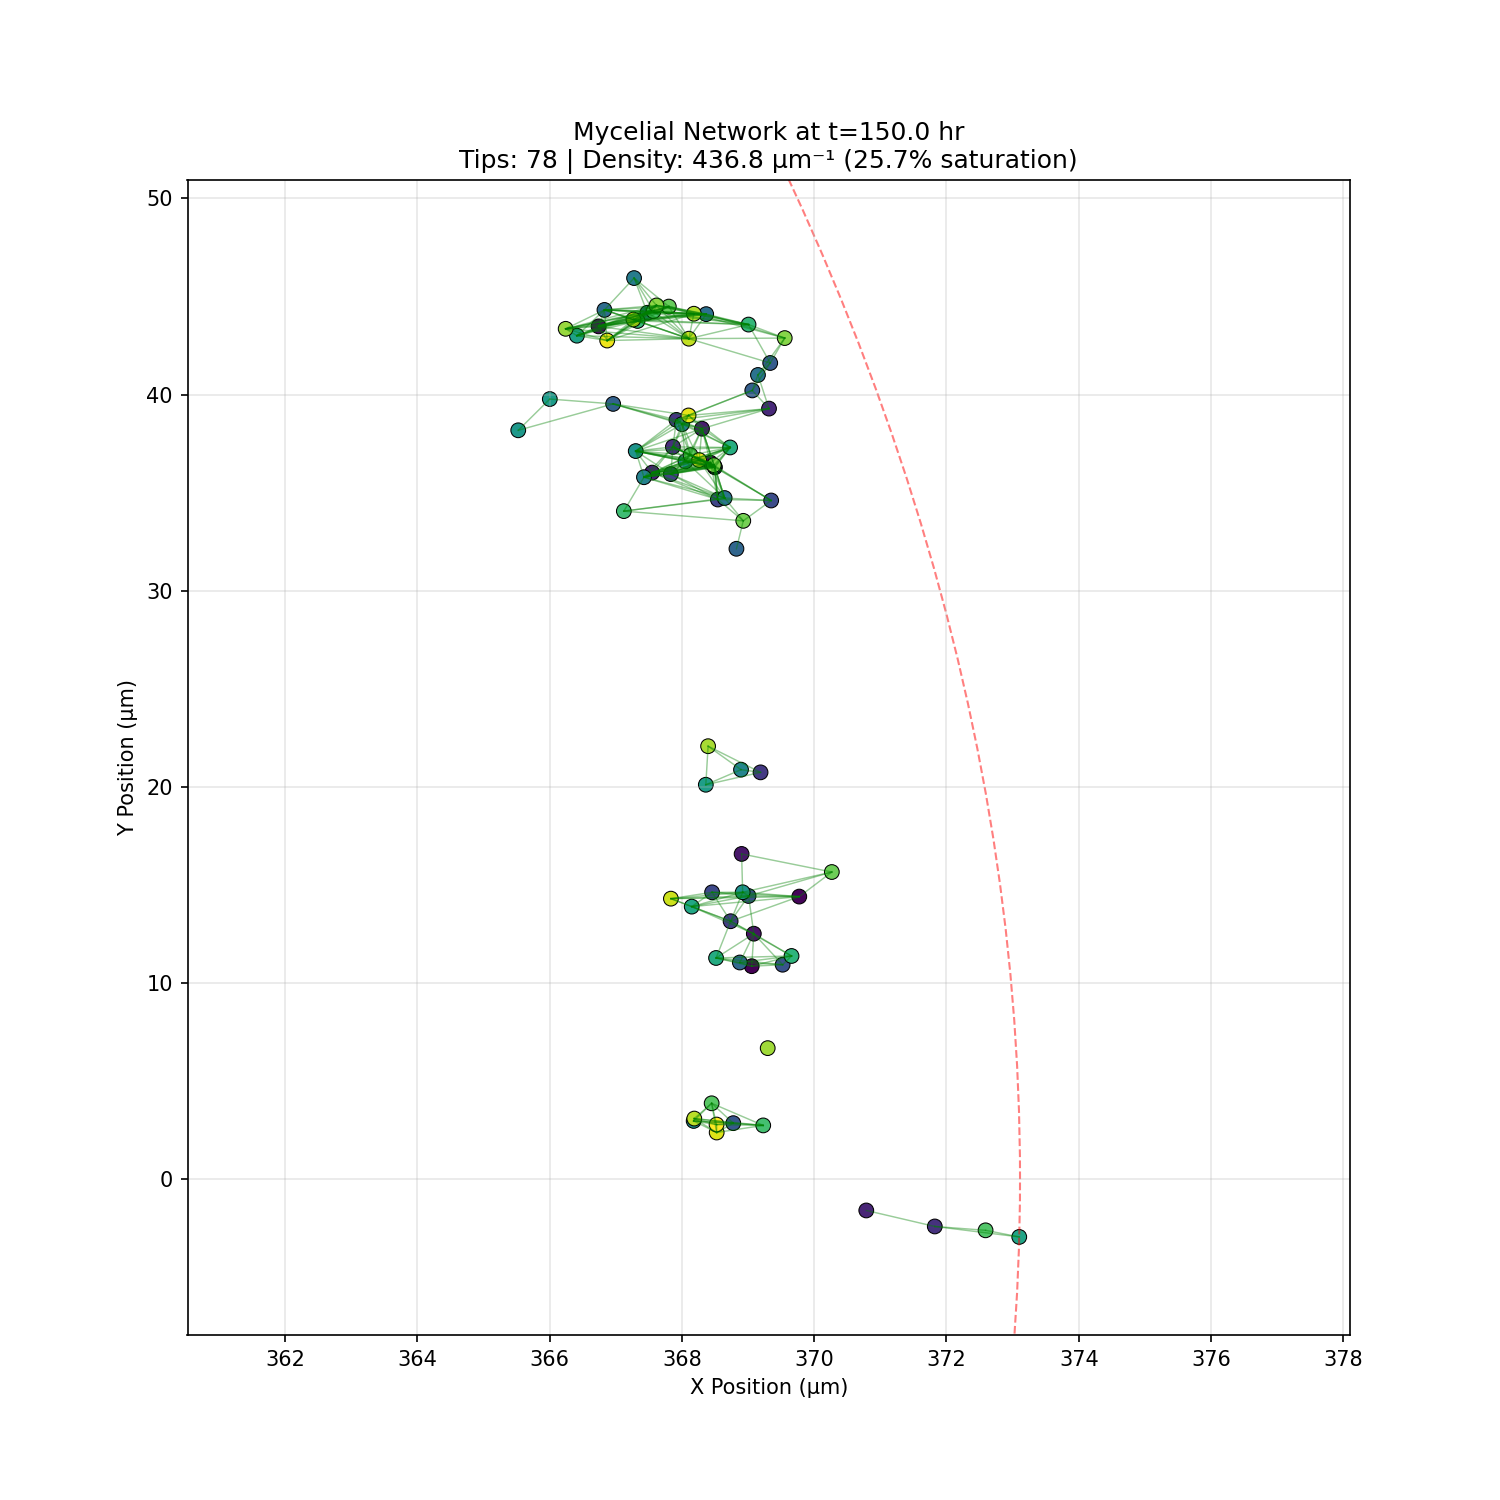 Mycelial Network at t=150.0 hr
Tips: 78 | Density: 436.8 μm⁻¹ (25.7% saturation)
50
40
30
20
10
0
Y Position (μm)
362 364 366 368 370 372 374 376 378
X Position (μm)